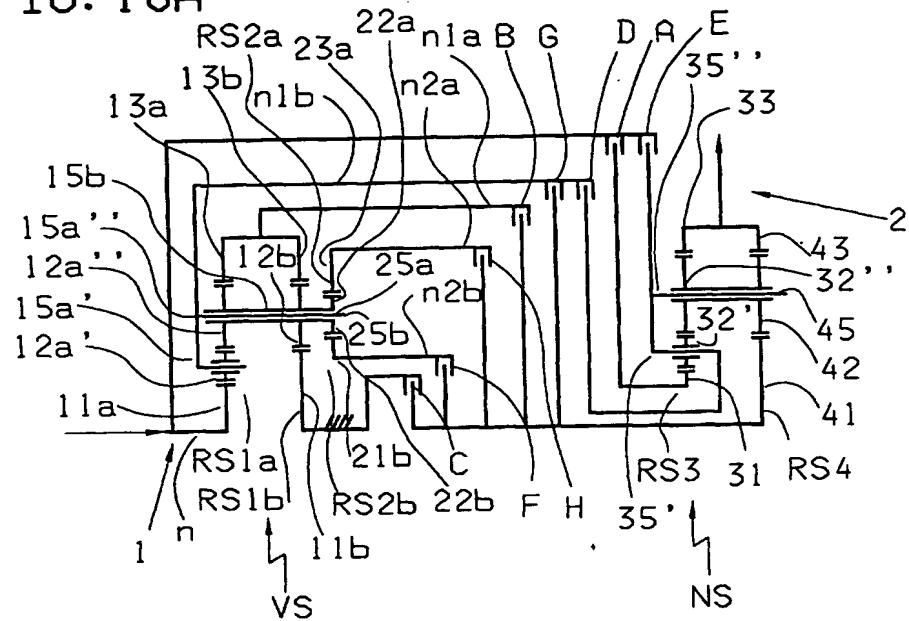 RS2a 22a n1a B G D A E
23a
13b n1b n2a 35''
13a 33
15b 2
15a'' 43
12a'' 12b 25a 32''
15a' n2b 45
12a' 25b 32' 42
11a 41
RS1a 21b C RS3 31 RS4
RS1b RS2b 22b F H 35'
1 n 11b
VS NS